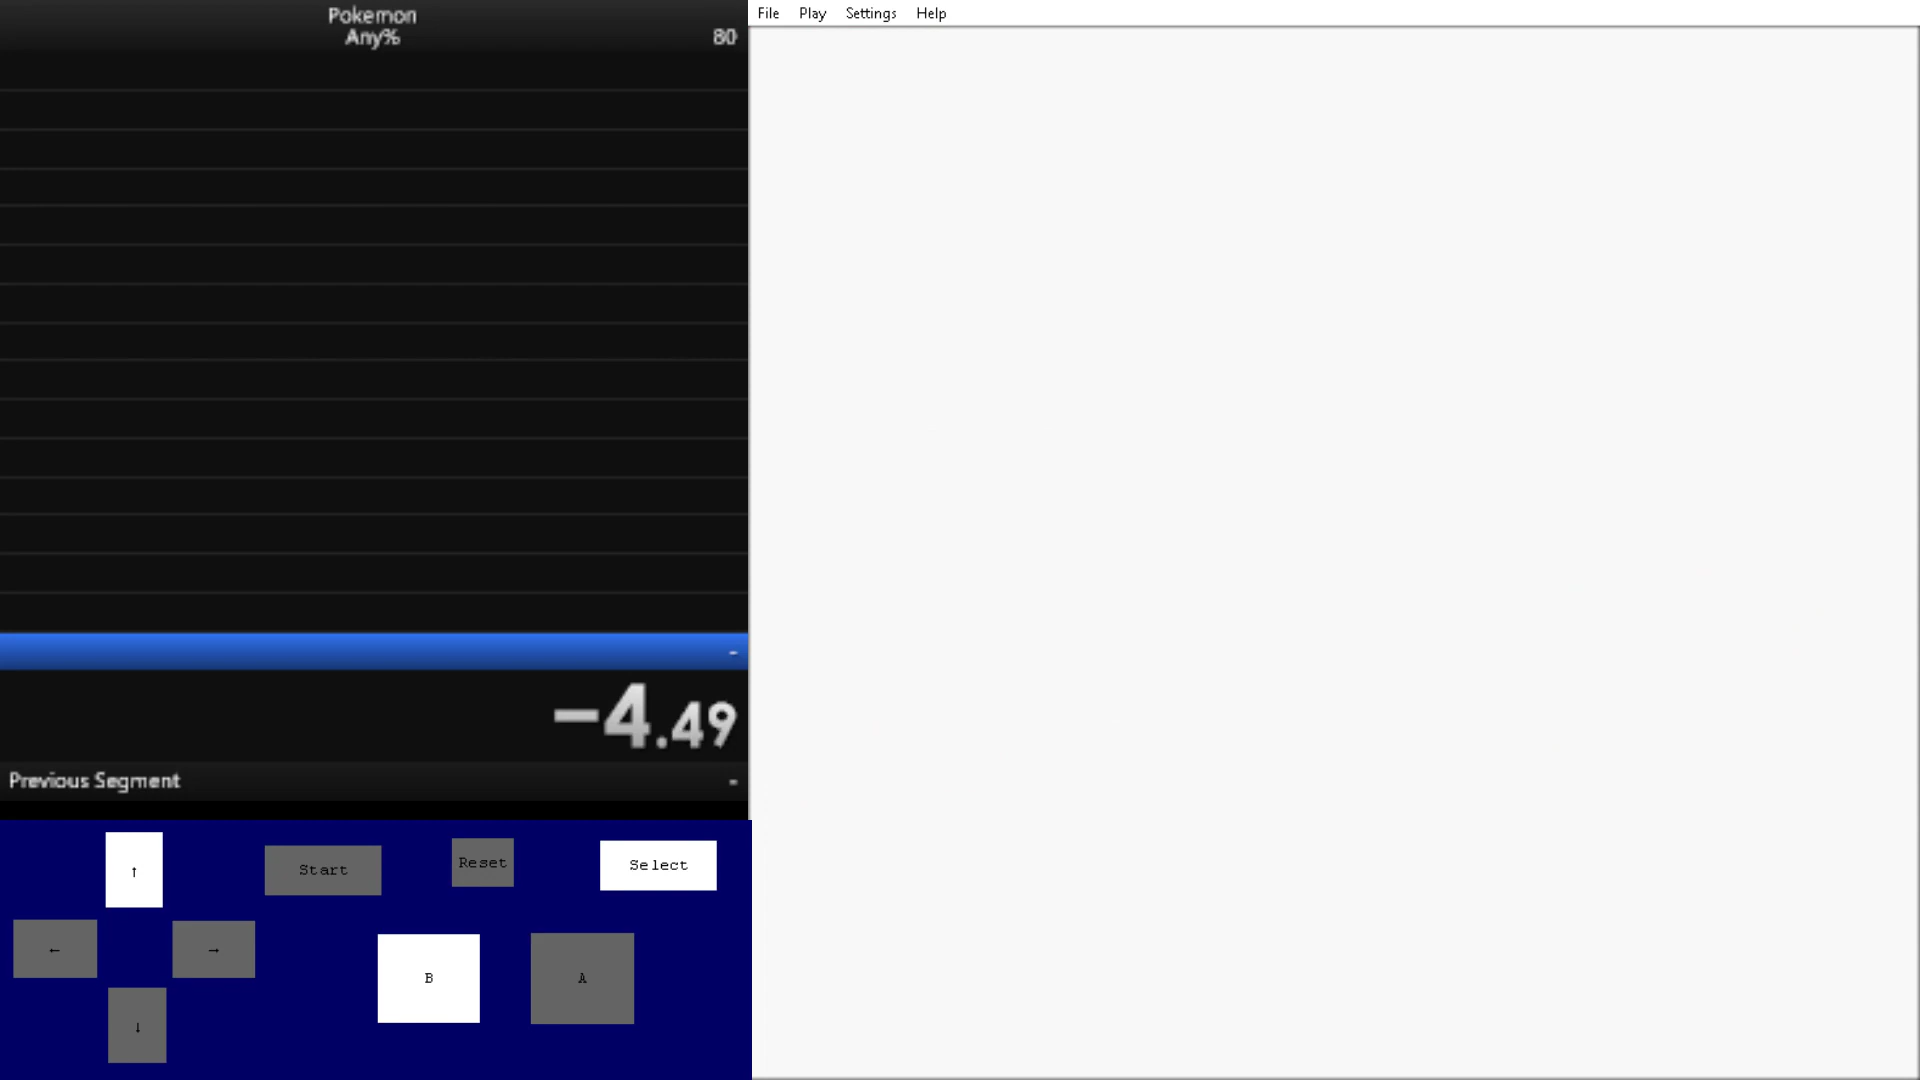 Pokemon
Any%
80
File Play Settings Help
-
-4.49
Previous Segment -
↑
Start
Reset
Select
←
→
B
A
↓